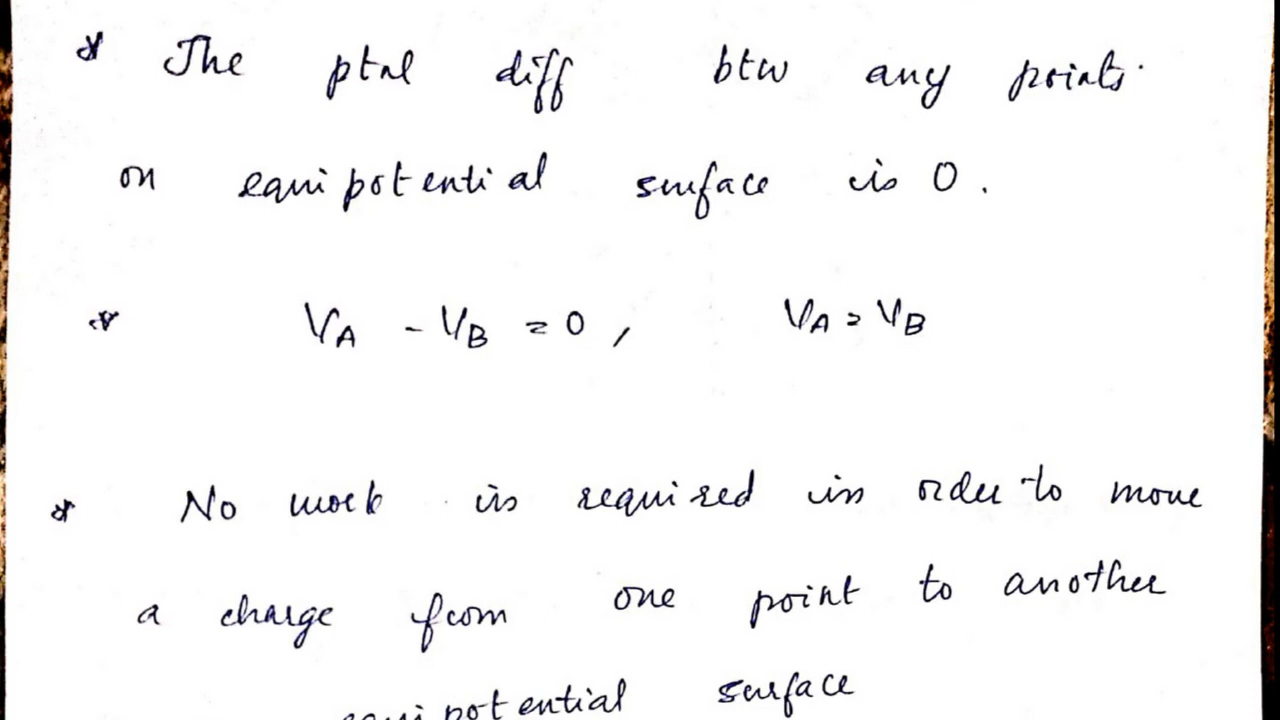 * The ptnl diff btw any points
on equipotential surface is 0.
* VA - VB = 0, VA = VB
* No work is required in order to move
a charge from one point to another
equipotential surface